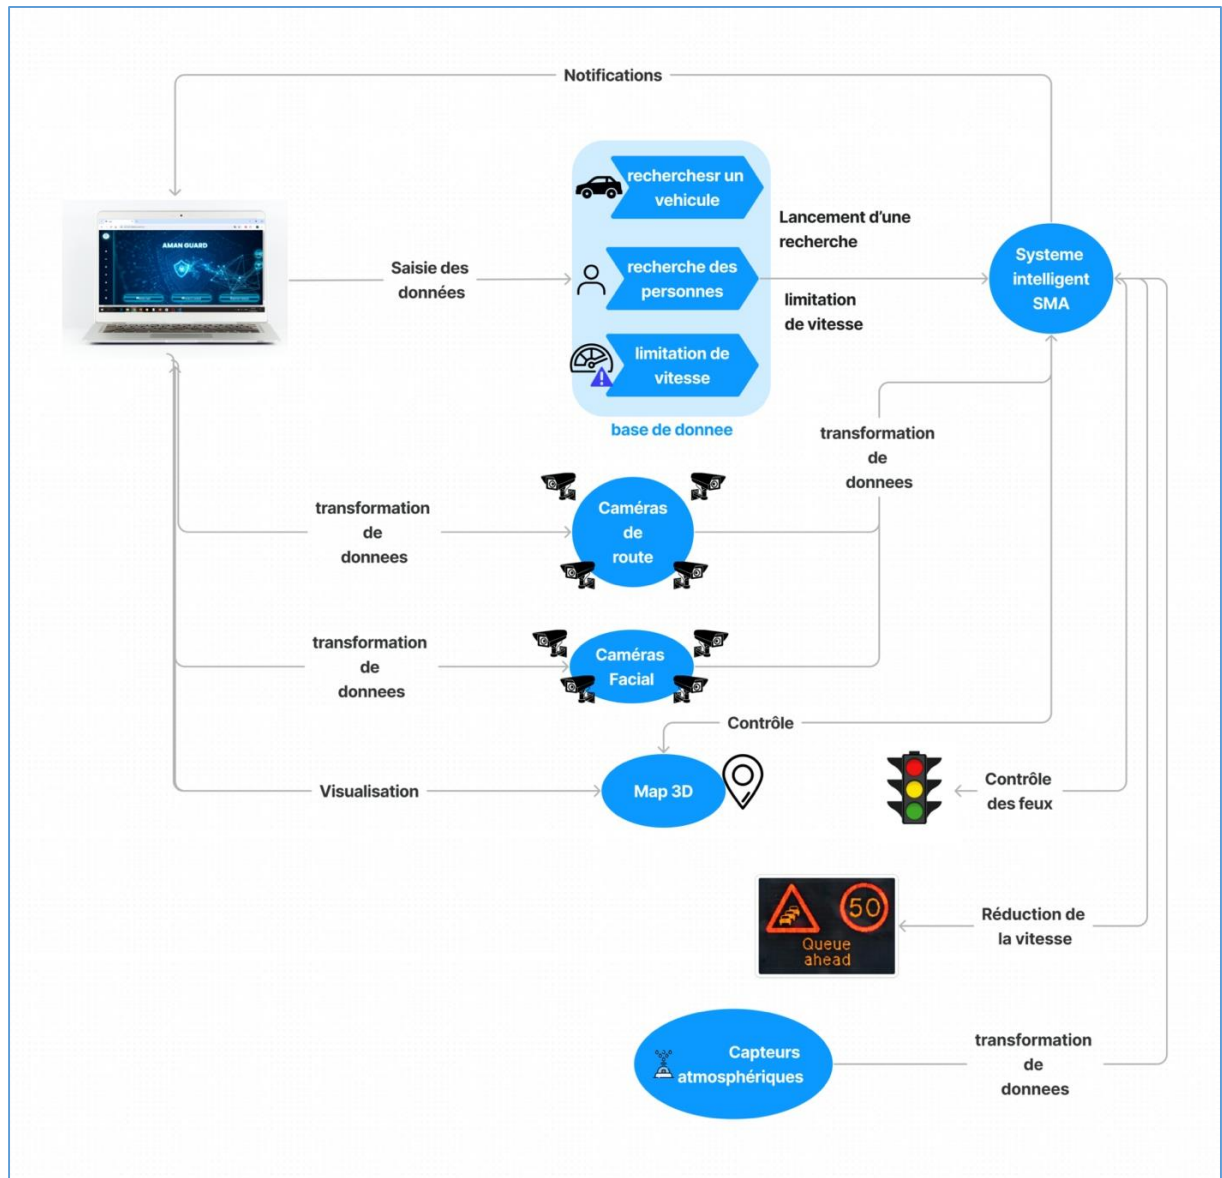 Notifications
recherchesr un
vehicule
AMAN GUARD
Lancement d’une
recherche
Saisie des
données
recherche des
personnes
Systeme
intelligent
SMA
limitation
de vitesse
limitation de
vitesse
base de donnee
transformation
de
donnees
transformation
de
donnees
Caméras
de
route
transformation
de
donnees
Caméras
Facial
Contrôle
Visualisation
Map 3D
Contrôle
des feux
50
Queue
ahead
Réduction de
la vitesse
Capteurs
atmosphériques
transformation
de
donnees